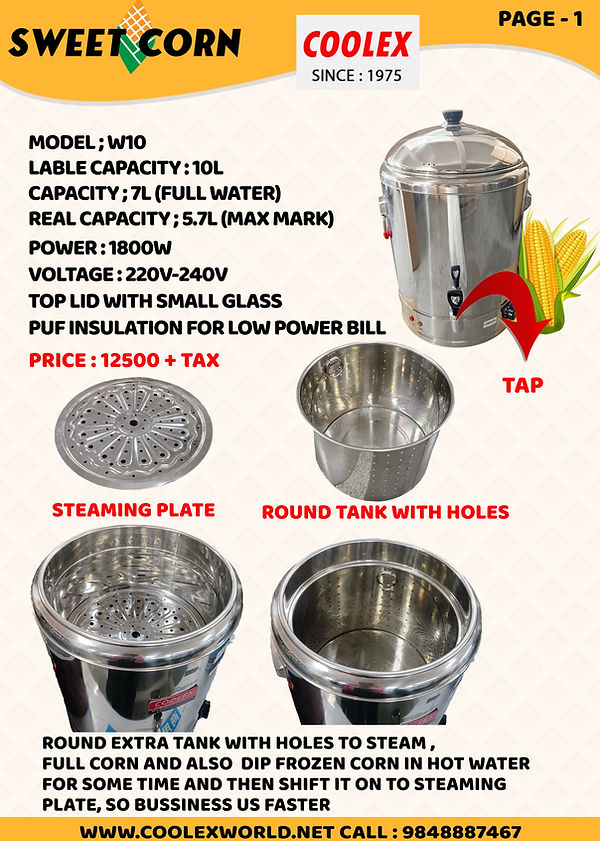 PAGE - 1
SWEET CORN
COOLEX
SINCE : 1975
MODEL ; W10
LABLE CAPACITY : 10L
CAPACITY ; 7L (FULL WATER)
REAL CAPACITY ; 5.7L (MAX MARK)
POWER : 1800W
VOLTAGE : 220V-240V
TOP LID WITH SMALL GLASS
PUF INSULATION FOR LOW POWER BILL
PRICE : 12500 + TAX
TAP
STEAMING PLATE
ROUND TANK WITH HOLES
COOLEX
ROUND EXTRA TANK WITH HOLES TO STEAM ,
FULL CORN AND ALSO DIP FROZEN CORN IN HOT WATER
FOR SOME TIME AND THEN SHIFT IT ON TO STEAMING
PLATE, SO BUSSINESS US FASTER
WWW.COOLEXWORLD.NET CALL : 9848887467